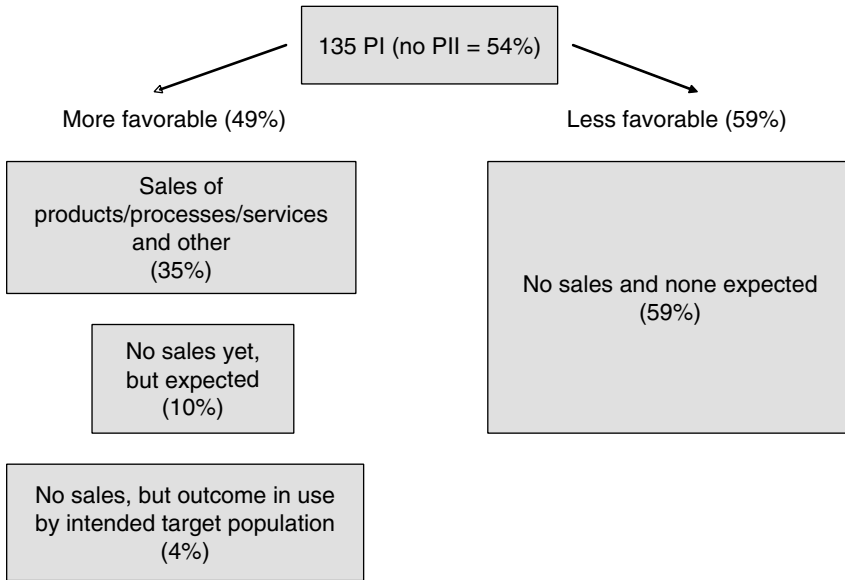 135 PI (no PII = 54%)
More favorable (49%)
Less favorable (59%)
Sales of
products/processes/services
and other
(35%)
No sales yet,
but expected
(10%)
No sales, but outcome in use
by intended target population
(4%)
No sales and none expected
(59%)